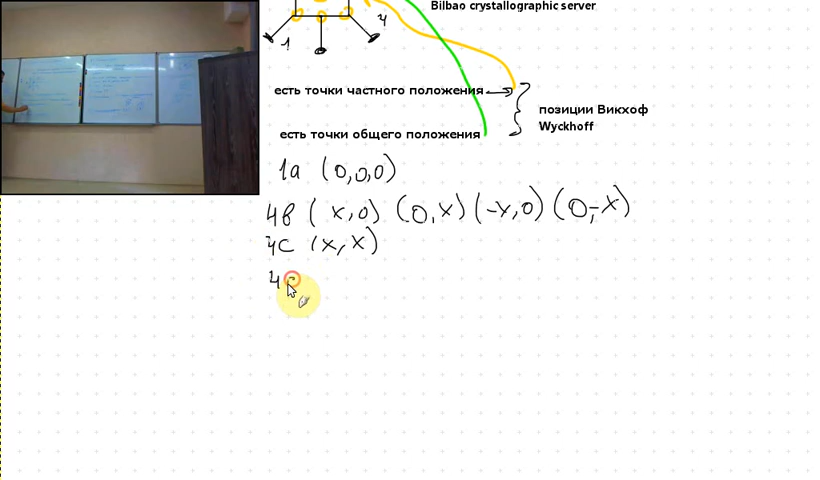 Bilbao crystallographic server
4
1
есть точки частного положения
позиции Викхоф
Wyckhoff
есть точки общего положения
1a (0,0,0)
4в (x,0) (0,x) (-x,0) (0,-x)
4c (x,x)
4